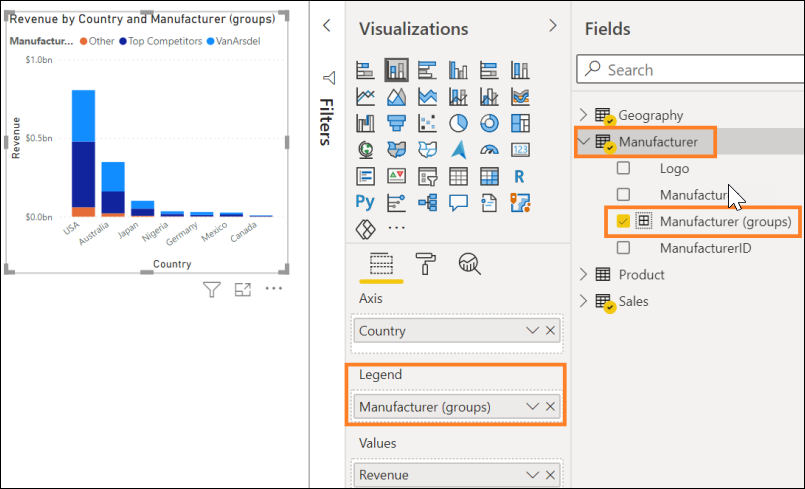 Revenue by Country and Manufacturer (groups)
Manufactur... Other Top Competitors VanArsdel
$1.0bn
$0.5bn
$0.0bn
Revenue
USA
Australia
Japan
Nigeria
Germany
Mexico
Canada
Country
Filters
Visualizations
123
R
Py
Axis
Country
Legend
Manufacturer (groups)
Values
Revenue
Fields
Search
Geography
Manufacturer
Logo
Manufactur
Manufacturer (groups)
ManufacturerID
Product
Sales